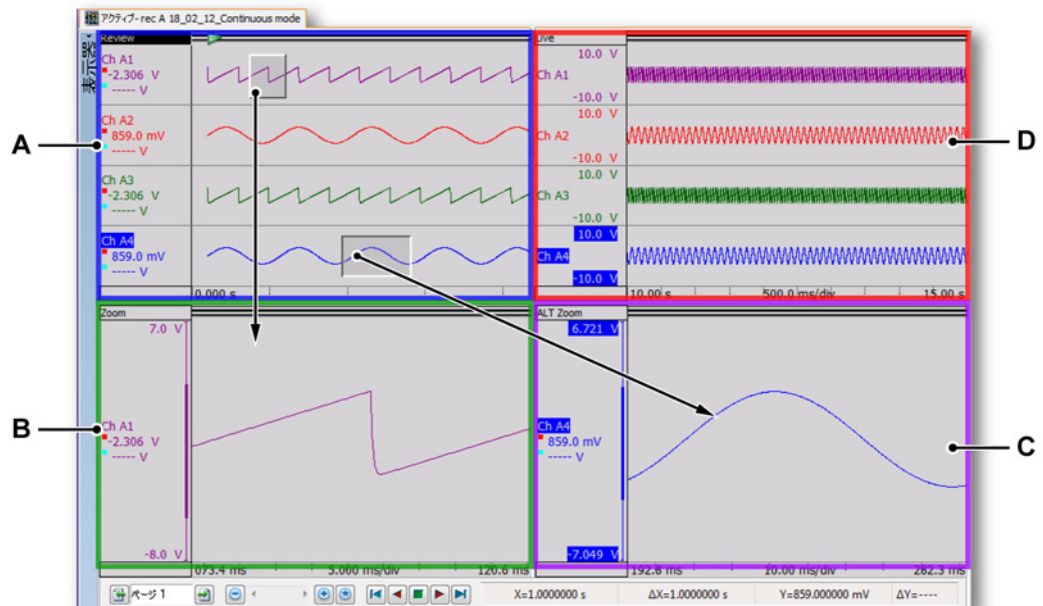 アクティブ- rec A 18_02_12_Continuous mode
表示器
Review
Ch A1
-2.306 V
----- V
Ch A2
859.0 mV
----- V
Ch A3
-2.306 V
----- V
Ch A4
859.0 mV
----- V
0.000 s
Live
10.0 V
Ch A1
-10.0 V
10.0 V
Ch A2
-10.0 V
10.0 V
Ch A3
-10.0 V
10.0 V
Ch A4
-10.0 V
10.00 s 500.0 ms/div 15.00 s
A
D
Zoom
7.0 V
Ch A1
-2.306 V
----- V
-8.0 V
073.4 ms 5.000 ms/div 120.6 ms
ALT Zoom
6.721 V
Ch A4
859.0 mV
----- V
-7.049 V
192.8 ms 10.00 ms/div 282.3 ms
B
C
ページ 1
X=1.0000000 s ΔX=1.0000000 s Y=859.000000 mV ΔY=----